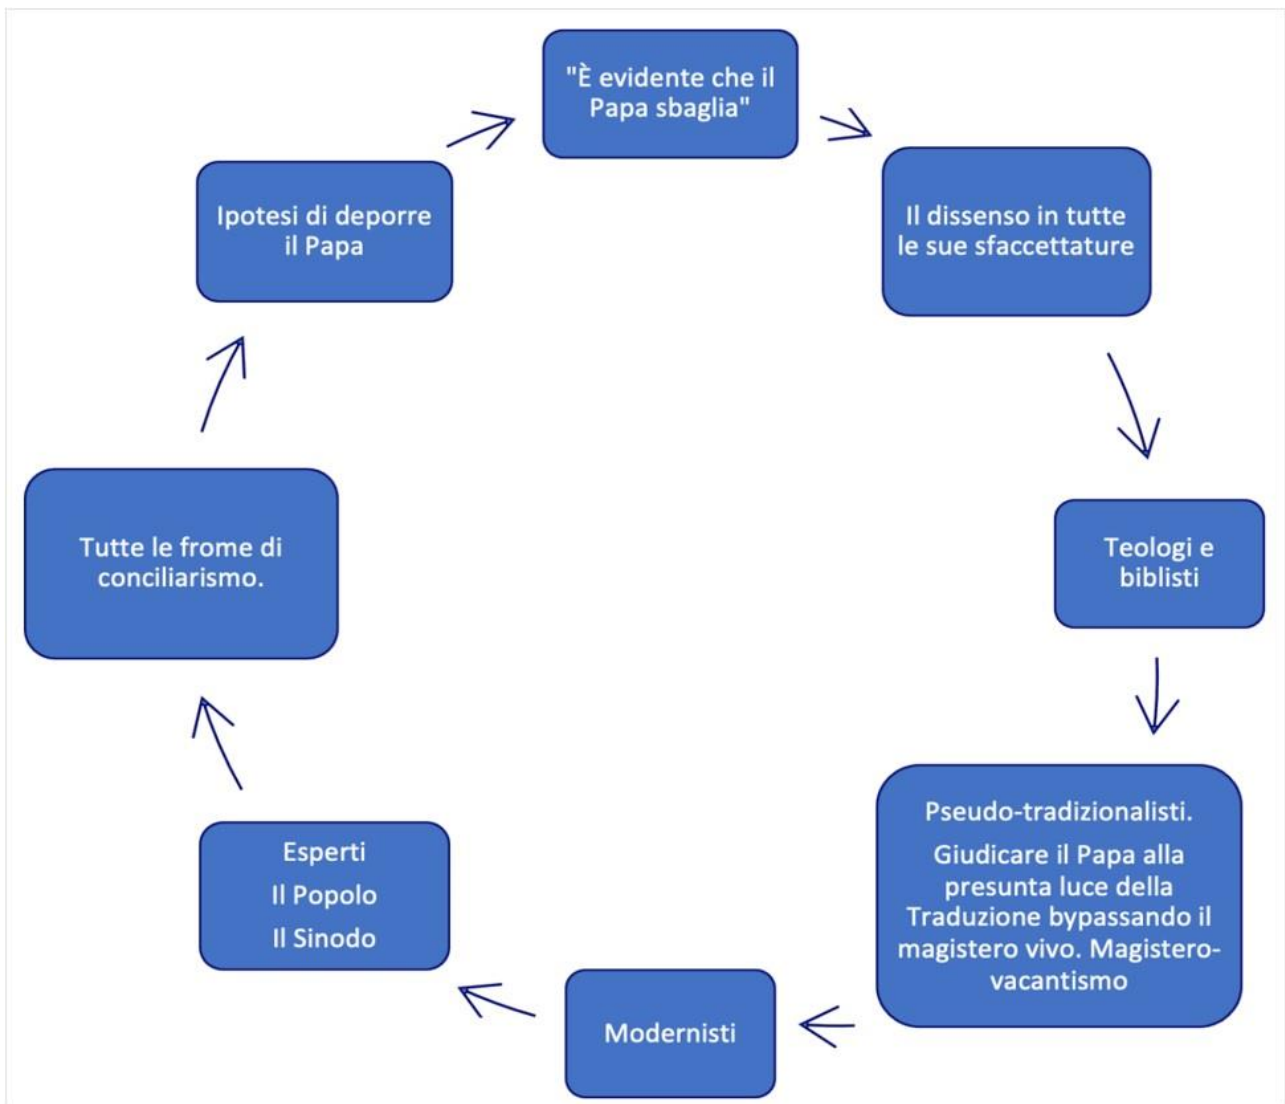 "È evidente che il
Papa sbaglia"
Il dissenso in tutte
le sue sfaccettature
Teologi e
biblisti
Pseudo-tradizionalisti.
Giudicare il Papa alla
presunta luce della
Traduzione bypassando il
magistero vivo. Magistero-
vacantismo
Modernisti
Esperti
Il Popolo
Il Sinodo
Tutte le frome di
conciliarismo.
Ipotesi di deporre
il Papa